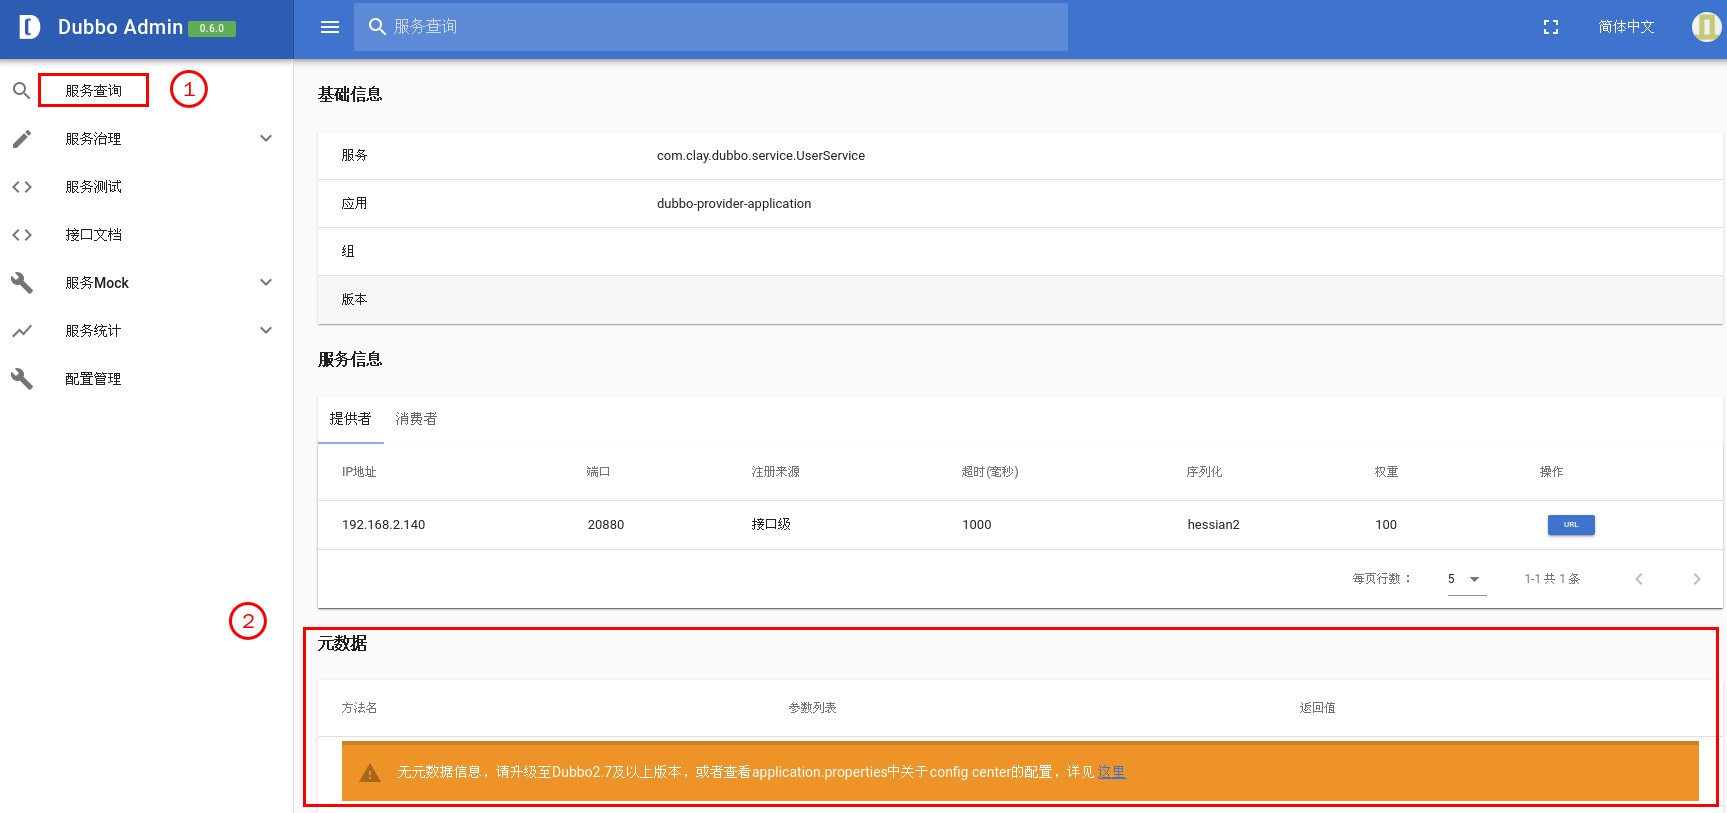 Dubbo Admin 0.6.0
服务查询
简体中文
服务查询
1
服务治理
服务测试
接口文档
服务Mock
服务统计
配置管理
基础信息
服务 com.clay.dubbo.service.UserService
应用 dubbo-provider-application
组
版本
服务信息
提供者 消费者
IP地址 端口 注册来源 超时(毫秒) 序列化 权重 操作
192.168.2.140 20880 接口级 1000 hessian2 100 URL
每页行数： 5 1-1 共 1 条
2
元数据
方法名 参数列表 返回值
无元数据信息，请升级至Dubbo2.7及以上版本，或者查看application.properties中关于config center的配置，详见 这里